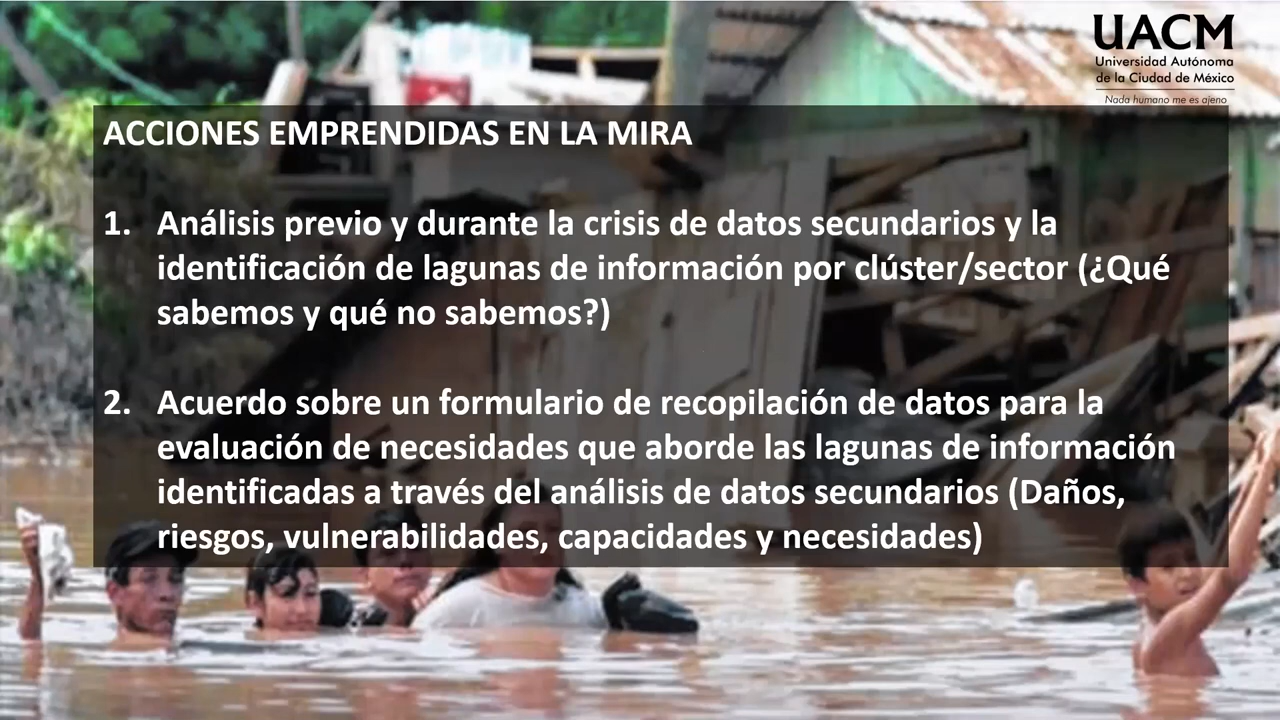 UACM
Universidad Autónoma
de la Ciudad de México
Nada humano me es ajeno
ACCIONES EMPRENDIDAS EN LA MIRA
1. Análisis previo y durante la crisis de datos secundarios y la
identificación de lagunas de información por clúster/sector (¿Qué
sabemos y qué no sabemos?)
2. Acuerdo sobre un formulario de recopilación de datos para la
evaluación de necesidades que aborde las lagunas de información
identificadas a través del análisis de datos secundarios (Daños,
riesgos, vulnerabilidades, capacidades y necesidades)